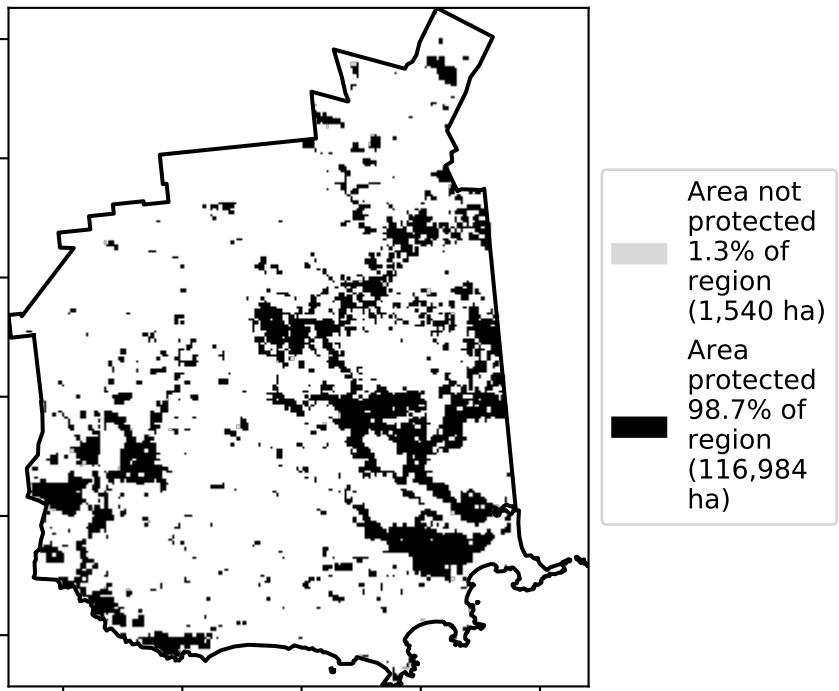 Area not
protected
1.3% of
region
(1,540 ha)
Area
protected
98.7% of
region
(116,984
ha)